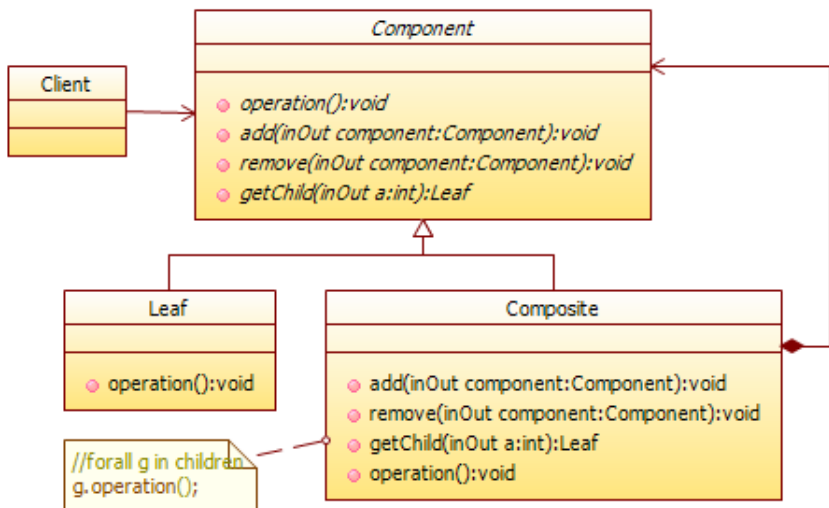 Component
Client
operation():void
add(inOut component:Component):void
remove(inOut component:Component):void
getChild(inOut a:int):Leaf
Leaf
operation():void
Composite
add(inOut component:Component):void
remove(inOut component:Component):void
getChild(inOut a:int):Leaf
operation():void
//forall g in children
g.operation();